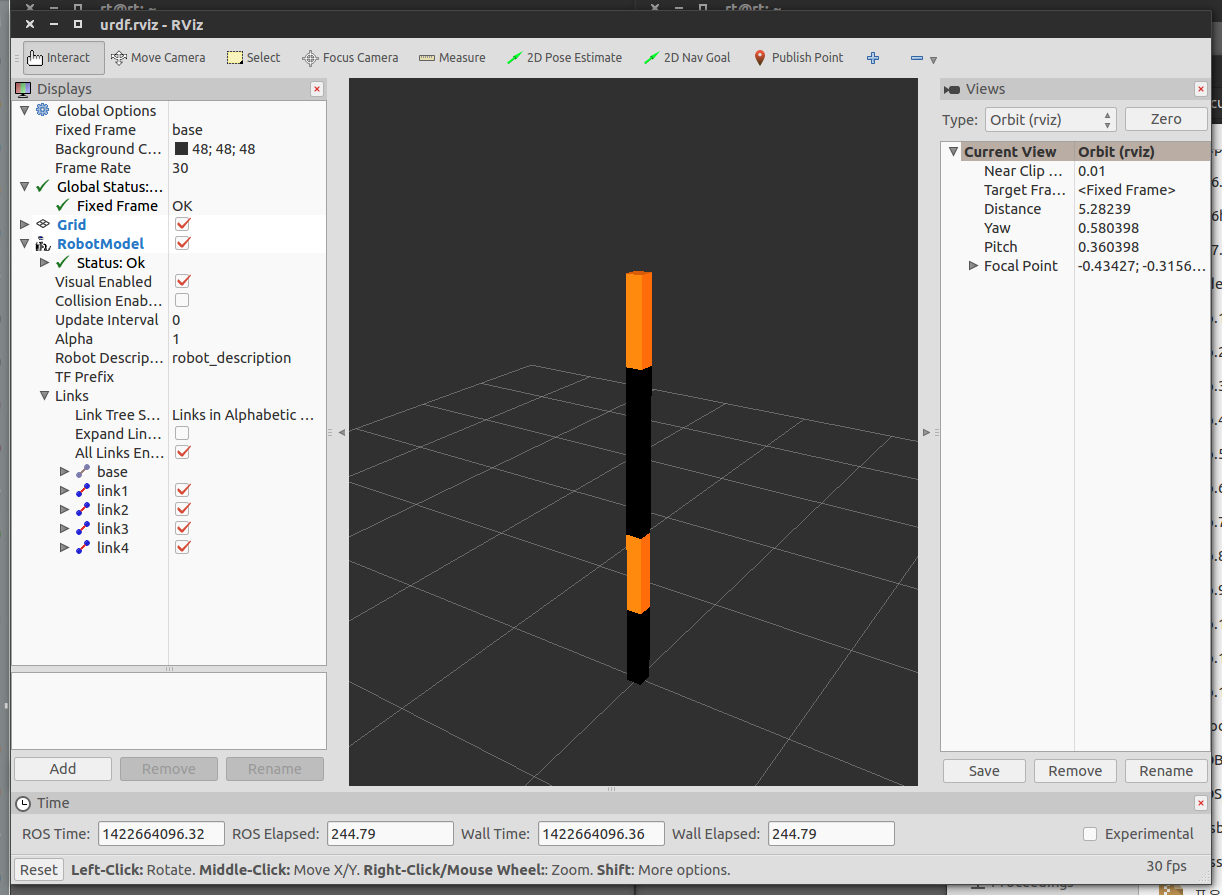 urdf.rviz - RViz
Interact Move Camera Select Focus Camera Measure 2D Pose Estimate 2D Nav Goal Publish Point
Displays
Global Options
Fixed Frame base
Background C... 48; 48; 48
Frame Rate 30
Global Status:...
Fixed Frame OK
Grid
RobotModel
Status: Ok
Visual Enabled
Collision Enab...
Update Interval 0
Alpha 1
Robot Descrip... robot_description
TF Prefix
Links
Link Tree S... Links in Alphabetic ...
Expand Lin...
All Links En...
base
link1
link2
link3
link4
Add Remove Rename
Views
Type: Orbit (rviz) Zero
Current View Orbit (rviz)
Near Clip ... 0.01
Target Fra... <Fixed Frame>
Distance 5.28239
Yaw 0.580398
Pitch 0.360398
Focal Point -0.43427; -0.3156...
Save Remove Rename
Time
ROS Time: 1422664096.32 ROS Elapsed: 244.79 Wall Time: 1422664096.36 Wall Elapsed: 244.79 Experimental
Reset Left-Click: Rotate. Middle-Click: Move X/Y. Right-Click/Mouse Wheel:: Zoom. Shift: More options. 30 fps